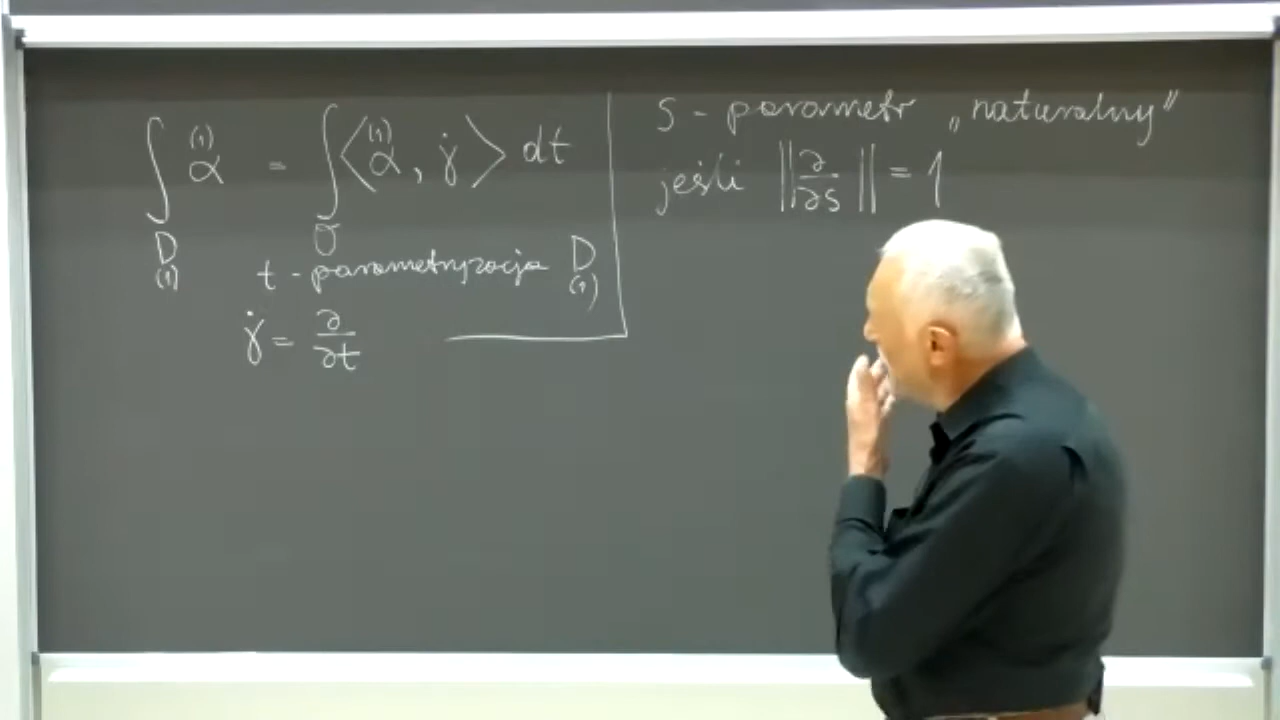 ∫ α⁽¹⁾ = ∫ ⟨α⁽¹⁾, γ̇⟩ dt
D₍₁₎ σ
t - parametryzacja D₍₁₎
γ̇ = ∂/∂t
S - parametr „naturalny”
jeśli ||∂/∂s|| = 1